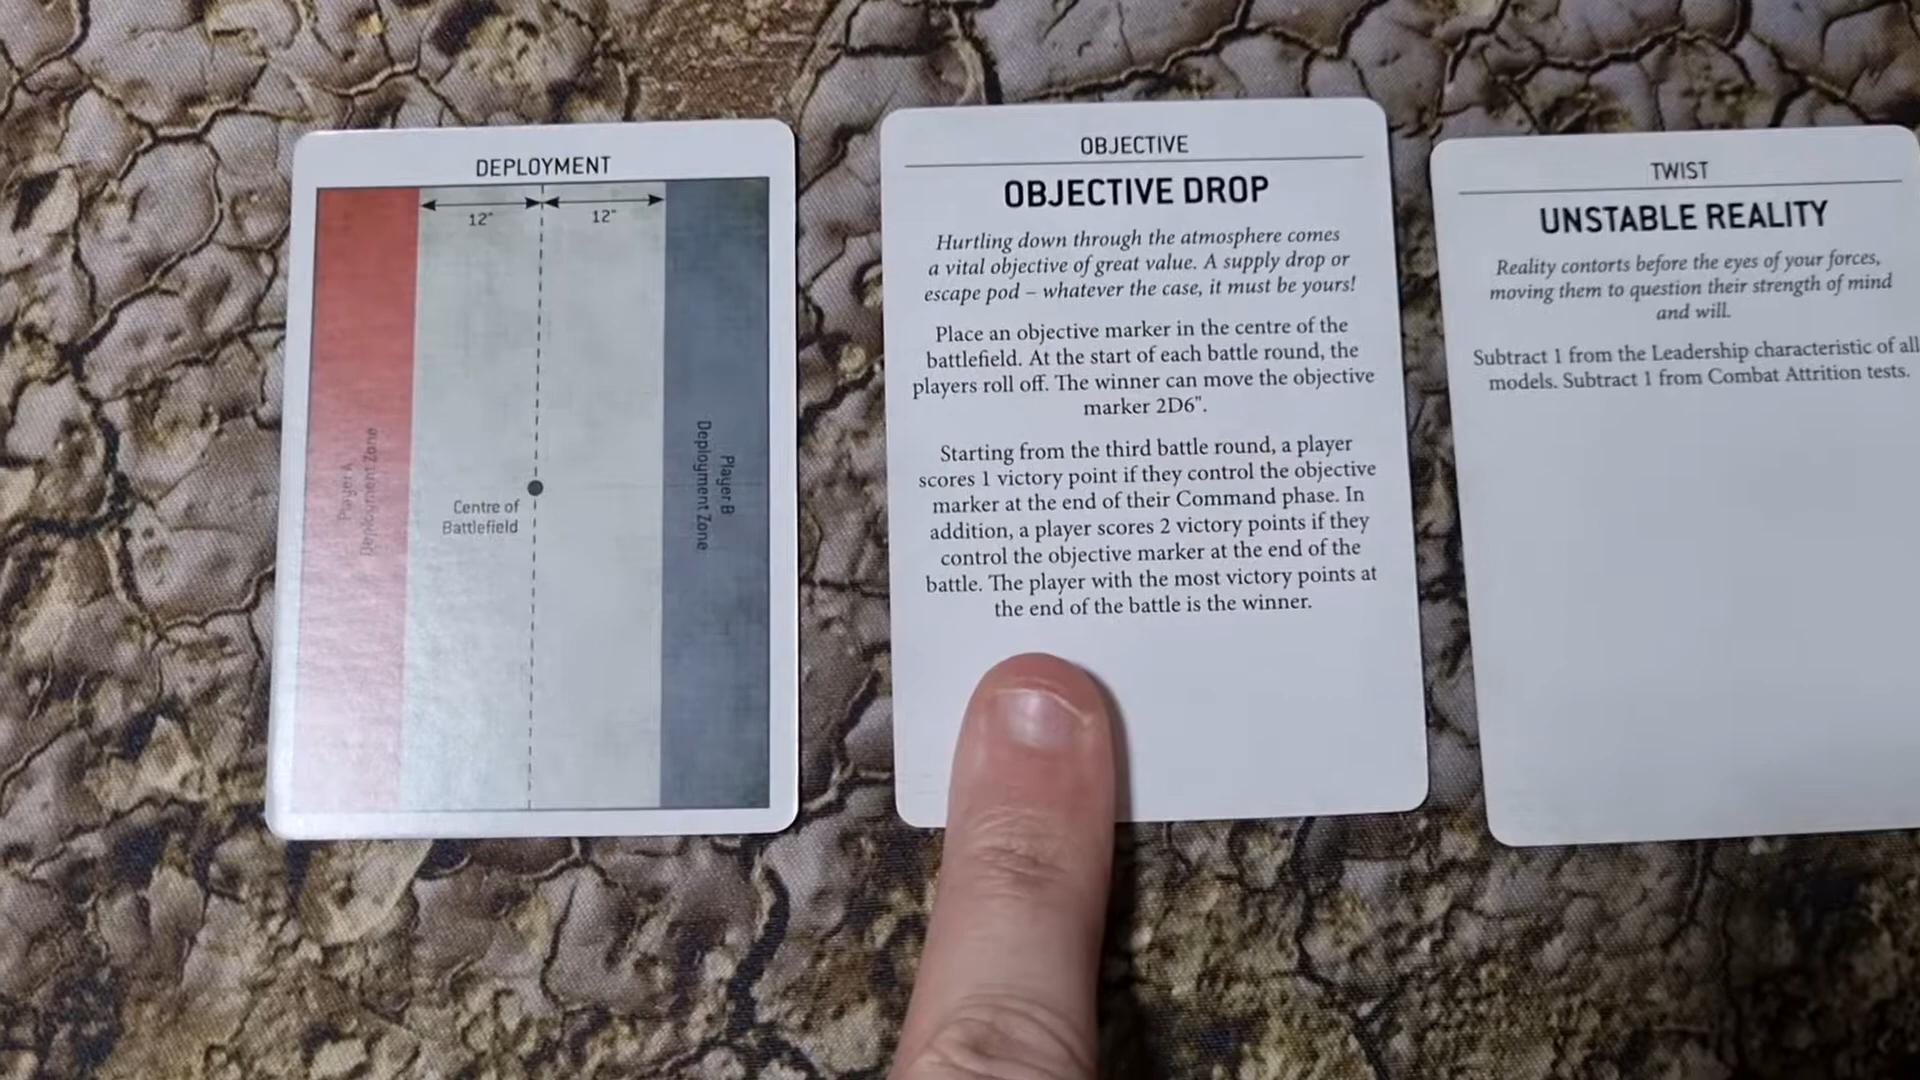 DEPLOYMENT
12"
12"
Player A
Deployment Zone
Centre of
Battlefield
Player B
Deployment Zone
OBJECTIVE
OBJECTIVE DROP
Hurtling down through the atmosphere comes
a vital objective of great value. A supply drop or
escape pod – whatever the case, it must be yours!
Place an objective marker in the centre of the
battlefield. At the start of each battle round, the
players roll off. The winner can move the objective
marker 2D6".
Starting from the third battle round, a player
scores 1 victory point if they control the objective
marker at the end of their Command phase. In
addition, a player scores 2 victory points if they
control the objective marker at the end of the
battle. The player with the most victory points at
the end of the battle is the winner.
TWIST
UNSTABLE REALITY
Reality contorts before the eyes of your forces,
moving them to question their strength of mind
and will.
Subtract 1 from the Leadership characteristic of all
models. Subtract 1 from Combat Attrition tests.